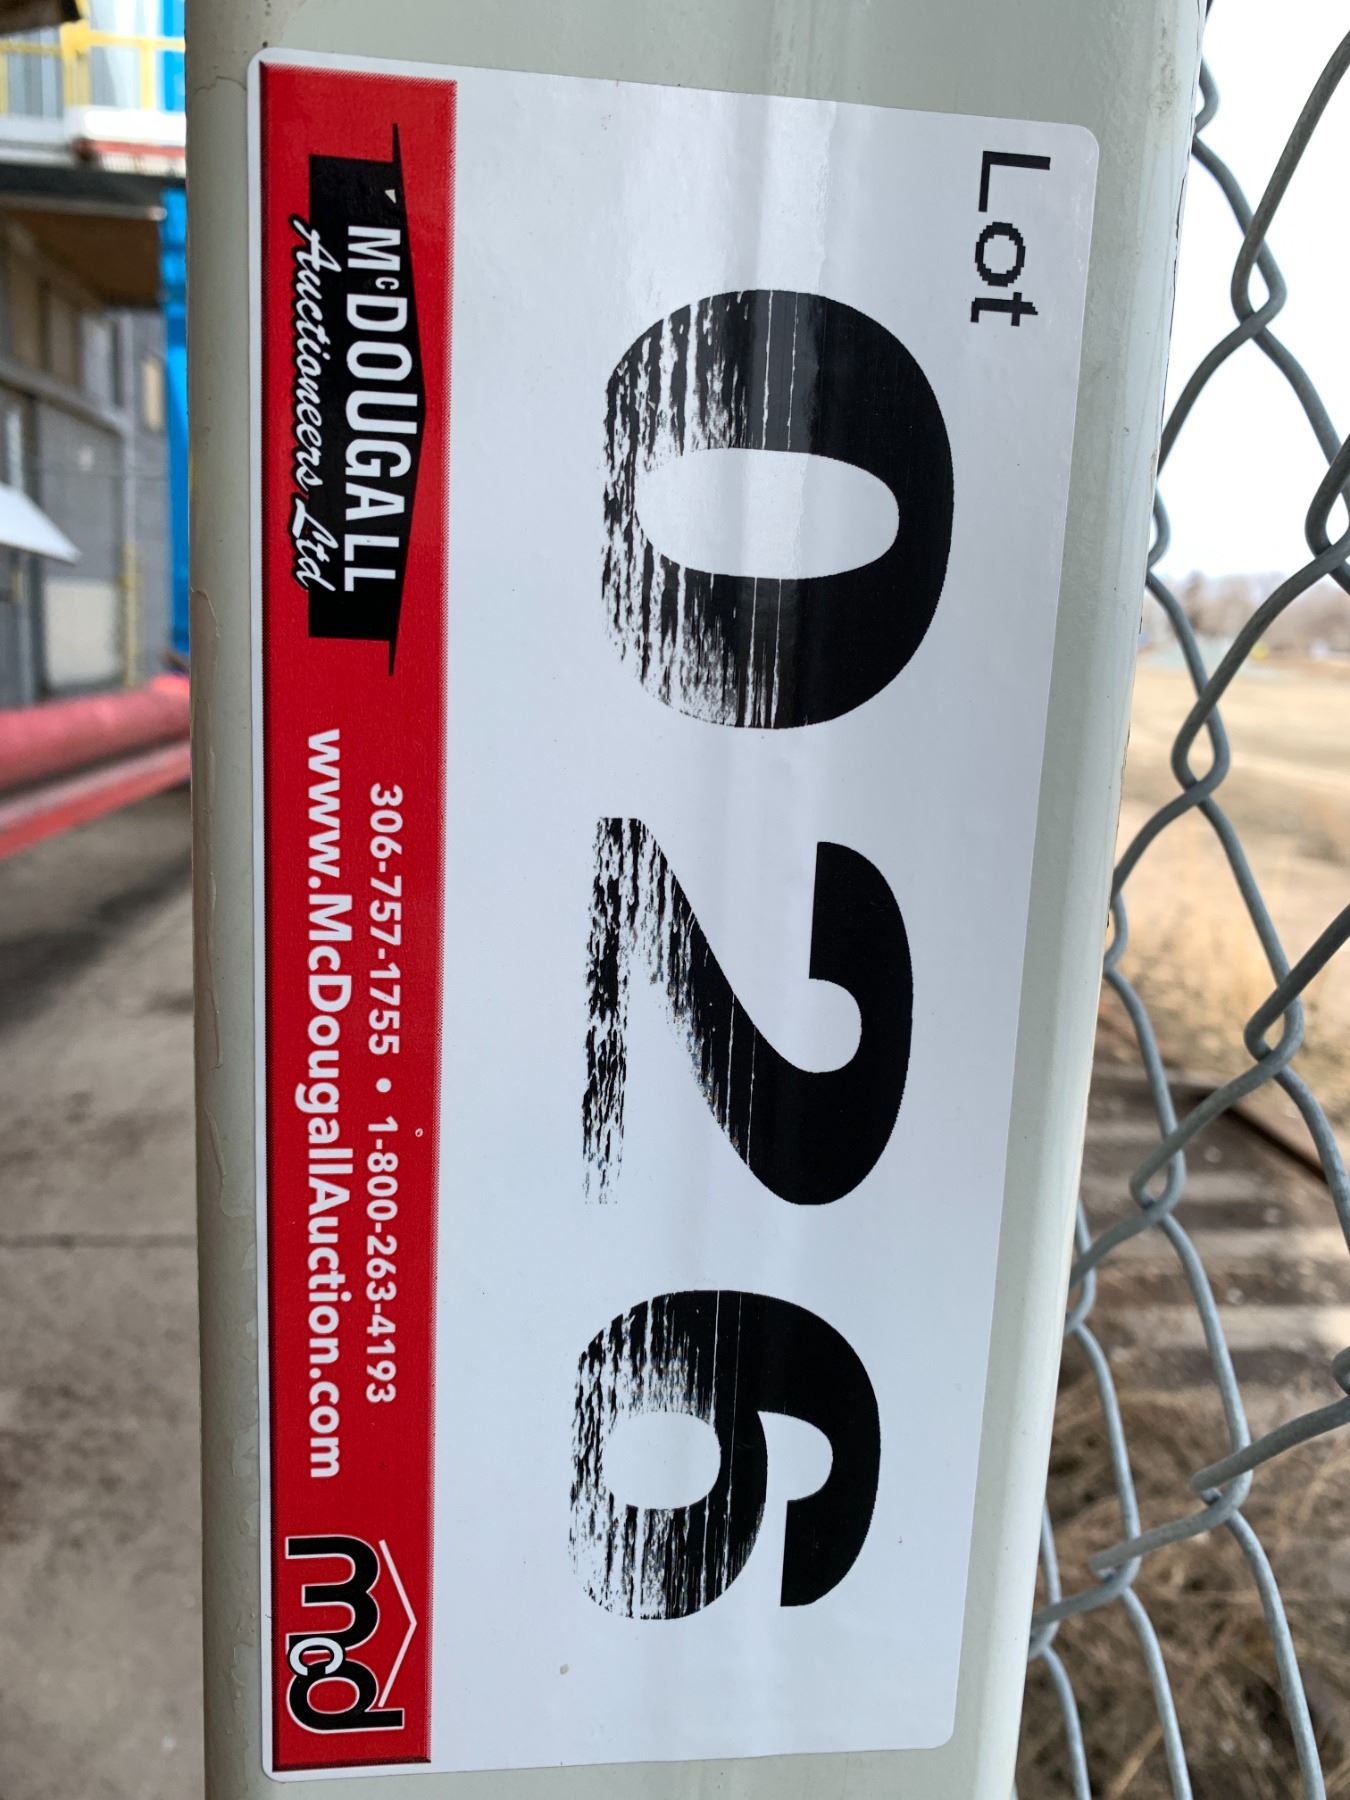 Lot
026
McDOUGALL
Auctioneers Ltd
306-757-1755 • 1-800-263-4193
www.McDougallAuction.com
mcd